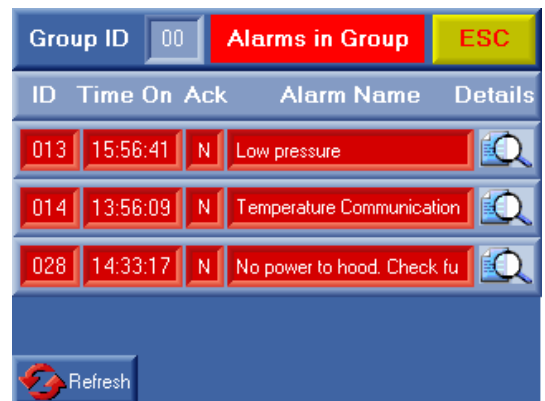 Group ID 00 Alarms in Group ESC
ID Time On Ack Alarm Name Details
013 15:56:41 N Low pressure
014 13:56:09 N Temperature Communication
028 14:33:17 N No power to hood. Check fu
Refresh